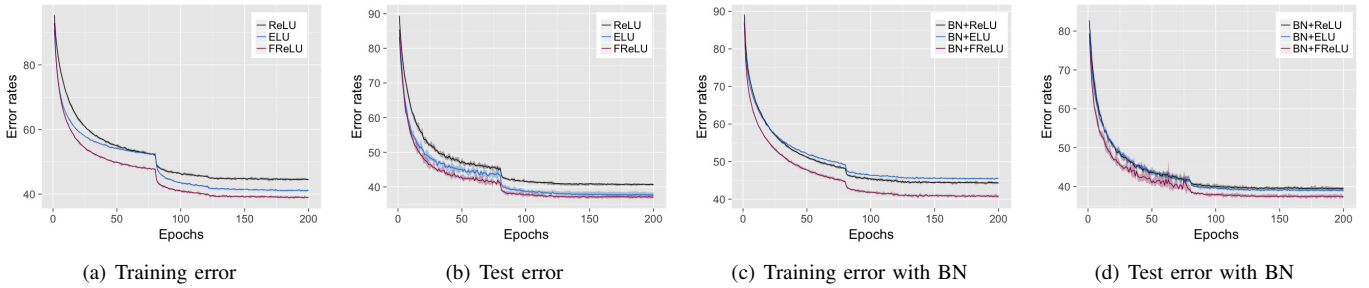 Error rates
80
60
40
0
50
100
150
200
Epochs
ReLU
ELU
FReLU
(a) Training error
Error rates
90
80
70
60
50
40
0
50
100
150
200
Epochs
ReLU
ELU
FReLU
(b) Test error
Error rates
90
80
70
60
50
40
0
50
100
150
200
Epochs
BN+ReLU
BN+ELU
BN+FReLU
(c) Training error with BN
Error rates
80
70
60
50
40
0
50
100
150
200
Epochs
BN+ReLU
BN+ELU
BN+FReLU
(d) Test error with BN